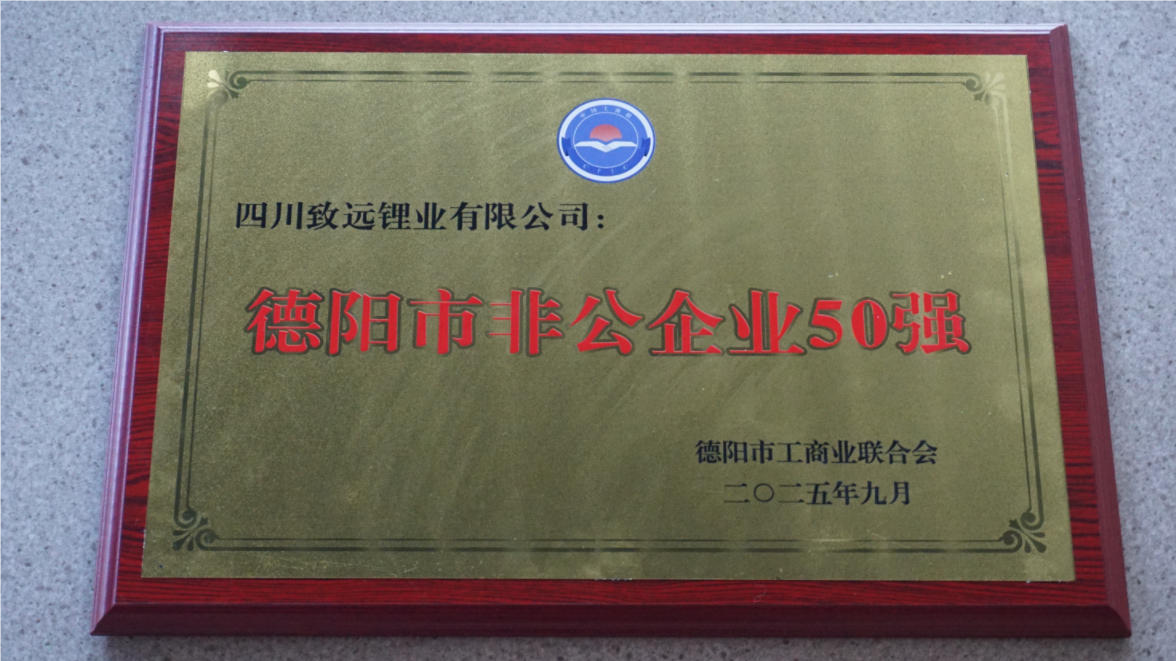 四川致远锂业有限公司：
德阳市非公企业50强
德阳市工商业联合会
二〇二五年九月